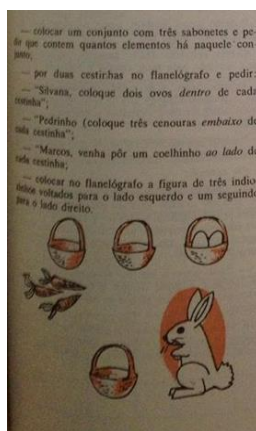 — colocar um conjunto com três sabonetes e pe-
dir que contem quantos elementos há naquele con-
junto;
— por duas cestinhas no flanelógrafo e pedir:
— "Silvana, coloque dois ovos dentro de cada
cestinha";
— "Pedrinho (coloque três cenouras embaixo de
cada cestinha";
— "Marcos, venha pôr um coelhinho ao lado de
cada cestinha;
— colocar no flanelógrafo a figura de três indio-
zinhos voltados para o lado esquerdo e um seguindo
para o lado direito.